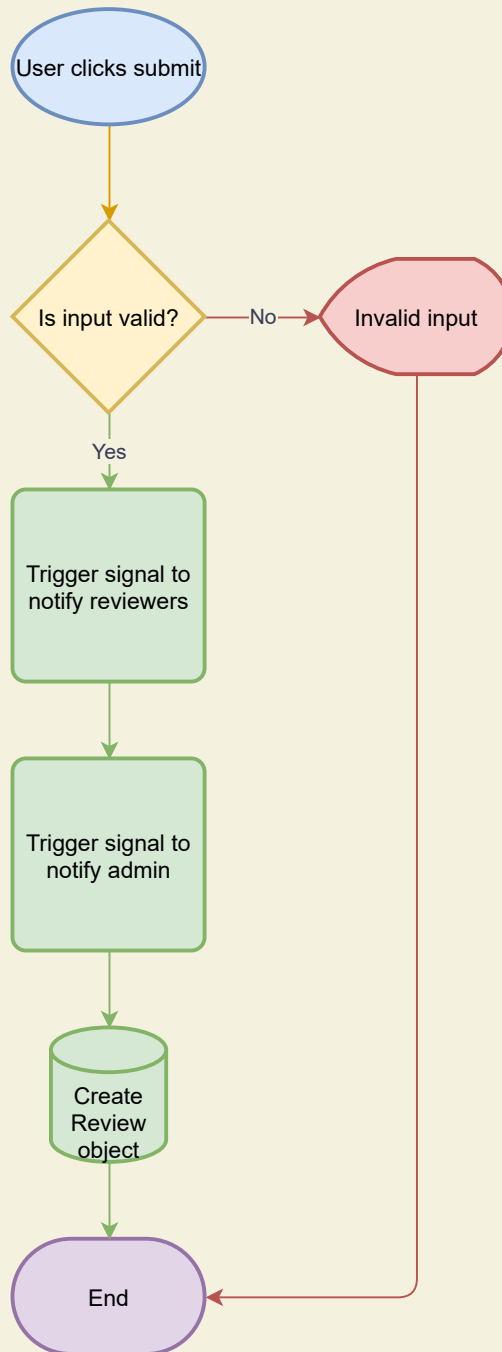 User clicks submit
Is input valid?
No
Invalid input
Yes
Trigger signal to
notify reviewers
Trigger signal to
notify admin
Create
Review
object
End